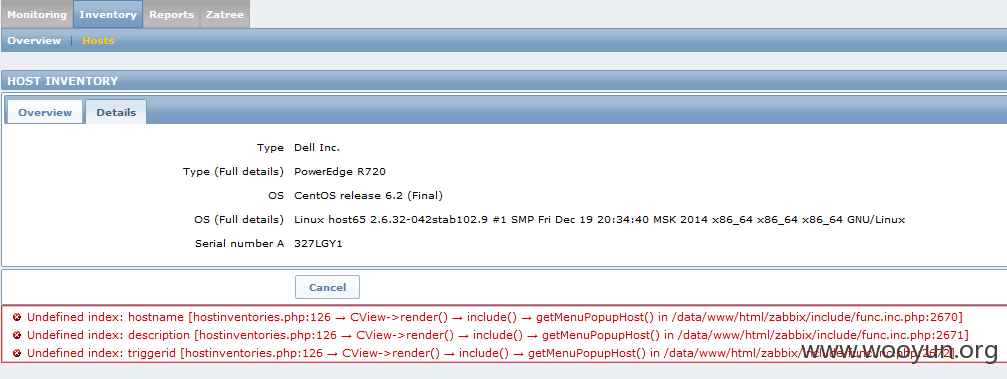 Monitoring Inventory Reports Zatree
Overview | Hosts
HOST INVENTORY
Overview Details
Type Dell Inc.
Type (Full details) PowerEdge R720
OS CentOS release 6.2 (Final)
OS (Full details) Linux host65 2.6.32-042stab102.9 #1 SMP Fri Dec 19 20:34:40 MSK 2014 x86_64 x86_64 x86_64 GNU/Linux
Serial number A 327LGY1
Cancel
Undefined index: hostname [hostinventories.php:126 → CView->render() → include() → getMenuPopupHost() in /data/www/html/zabbix/include/func.inc.php:2670]
Undefined index: description [hostinventories.php:126 → CView->render() → include() → getMenuPopupHost() in /data/www/html/zabbix/include/func.inc.php:2671]
Undefined index: triggerid [hostinventories.php:126 → CView->render() → include() → getMenuPopupHost() in /data/www/html/zabbix/include/func.inc.php:2672]
www.wooyun.org